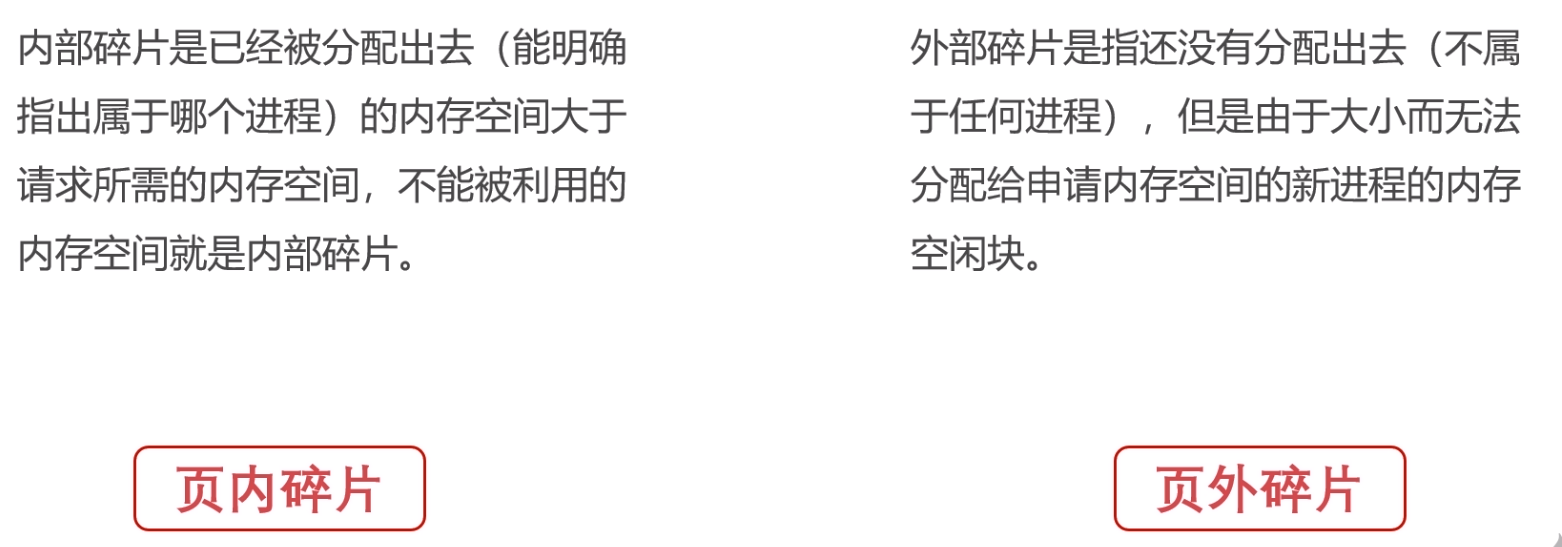 内部碎片是已经被分配出去（能明确
指出属于哪个进程）的内存空间大于
请求所需的内存空间，不能被利用的
内存空间就是内部碎片。
页内碎片
外部碎片是指还没有分配出去（不属
于任何进程），但是由于大小而无法
分配给申请内存空间的新进程的内存
空闲块。
页外碎片